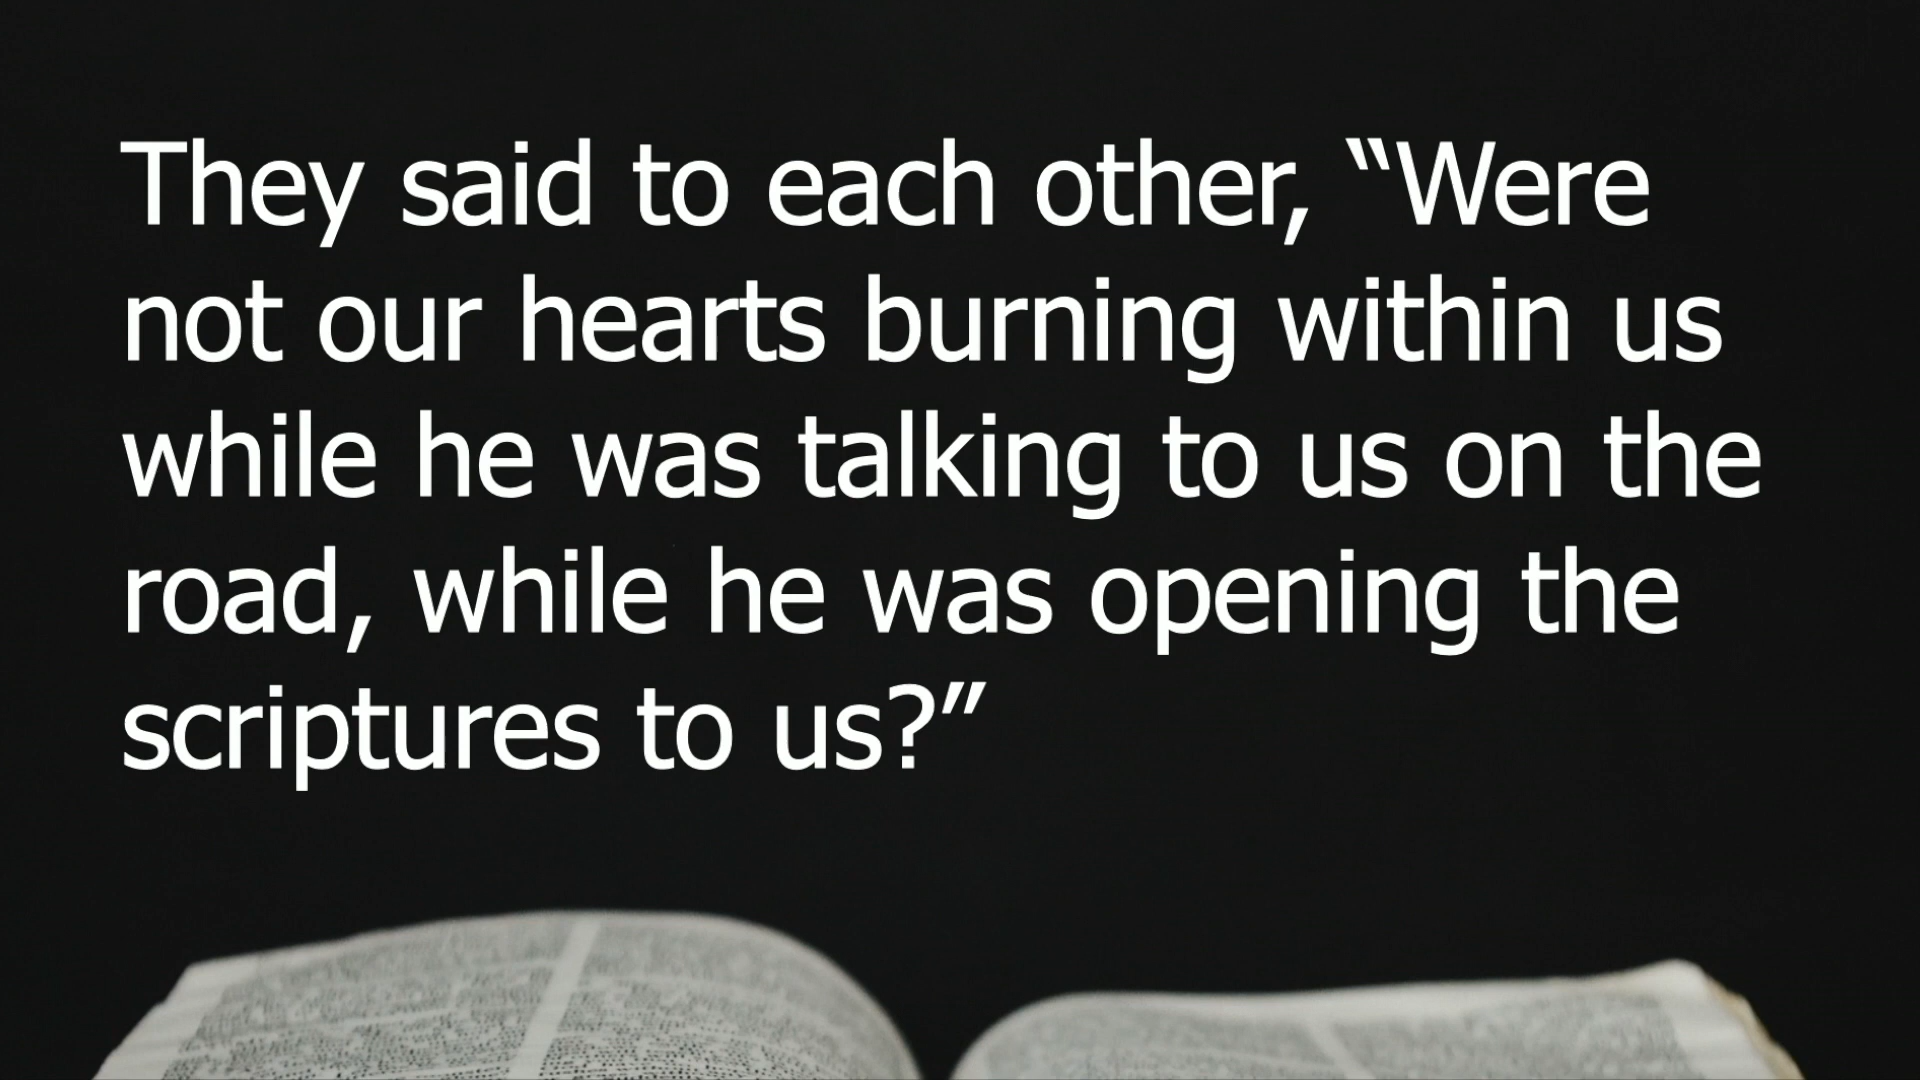 They said to each other, “Were
not our hearts burning within us
while he was talking to us on the
road, while he was opening the
scriptures to us?”